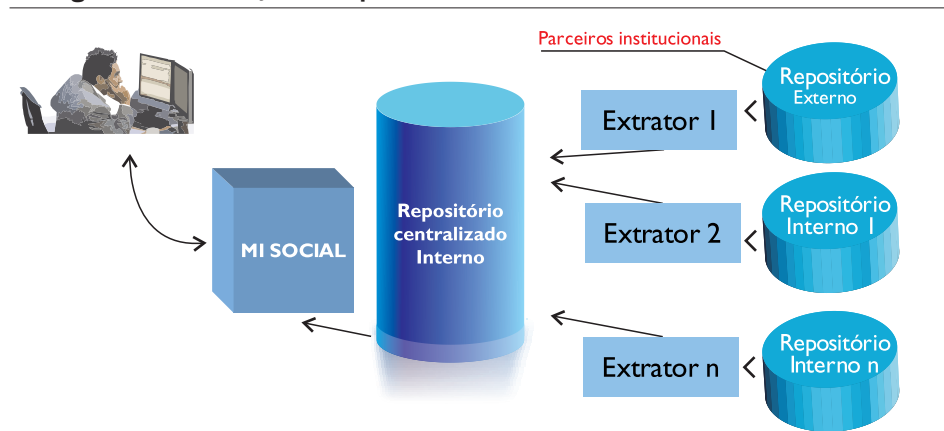 Parceiros institucionais
Repositório
Externo
Extrator 1
Repositório
Interno 1
Extrator 2
Repositório
centralizado
Interno
MI SOCIAL
Repositório
Interno n
Extrator n